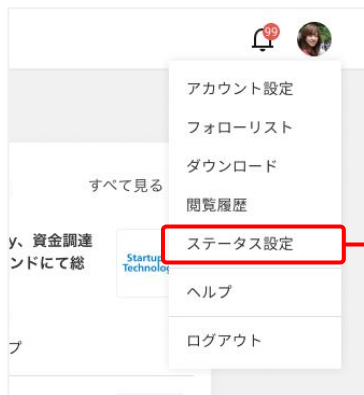 99
アカウント設定
フォローリスト
ダウンロード
すべて見る
閲覧履歴
y、資金調達
ンドにて総
Startup
Technolog
ステータス設定
ヘルプ
プ
ログアウト